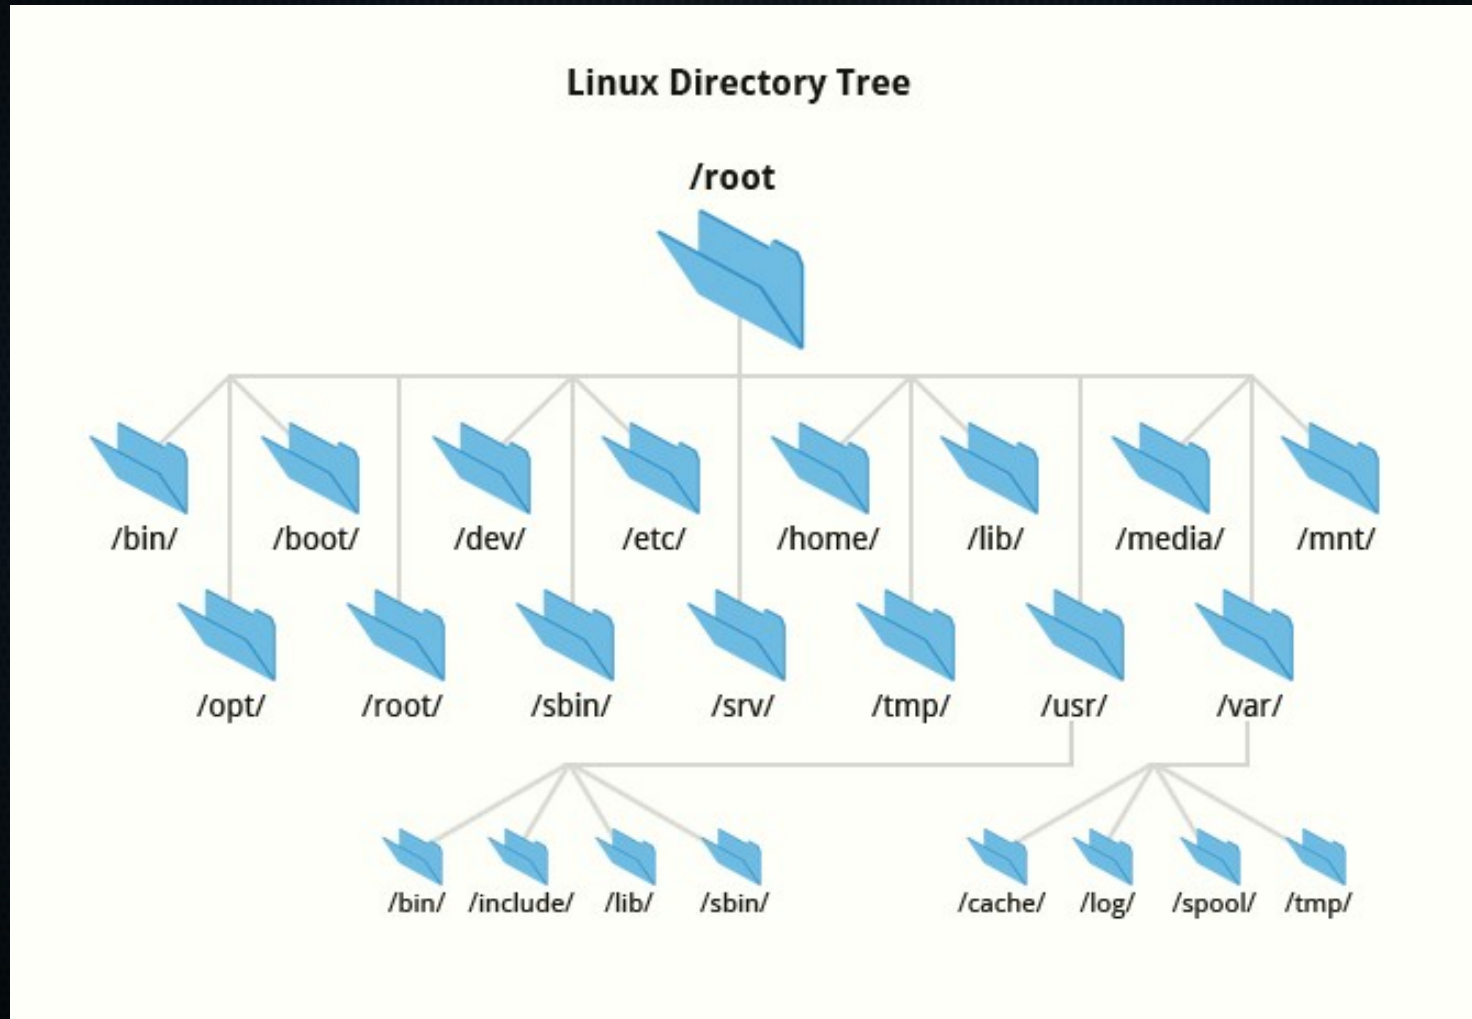 Linux Directory Tree
/root
/bin/ /boot/ /dev/ /etc/ /home/ /lib/ /media/ /mnt/
/opt/ /root/ /sbin/ /srv/ /tmp/ /usr/ /var/
/bin/ /include/ /lib/ /sbin/ /cache/ /log/ /spool/ /tmp/